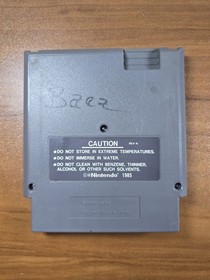 Baez
CAUTION REV-A
●DO NOT STORE IN EXTREME TEMPERATURES.
●DO NOT IMMERSE IN WATER.
●DO NOT CLEAN WITH BENZENE, THINNER,
ALCOHOL OR OTHER SUCH SOLVENTS.
©®Nintendo 1985